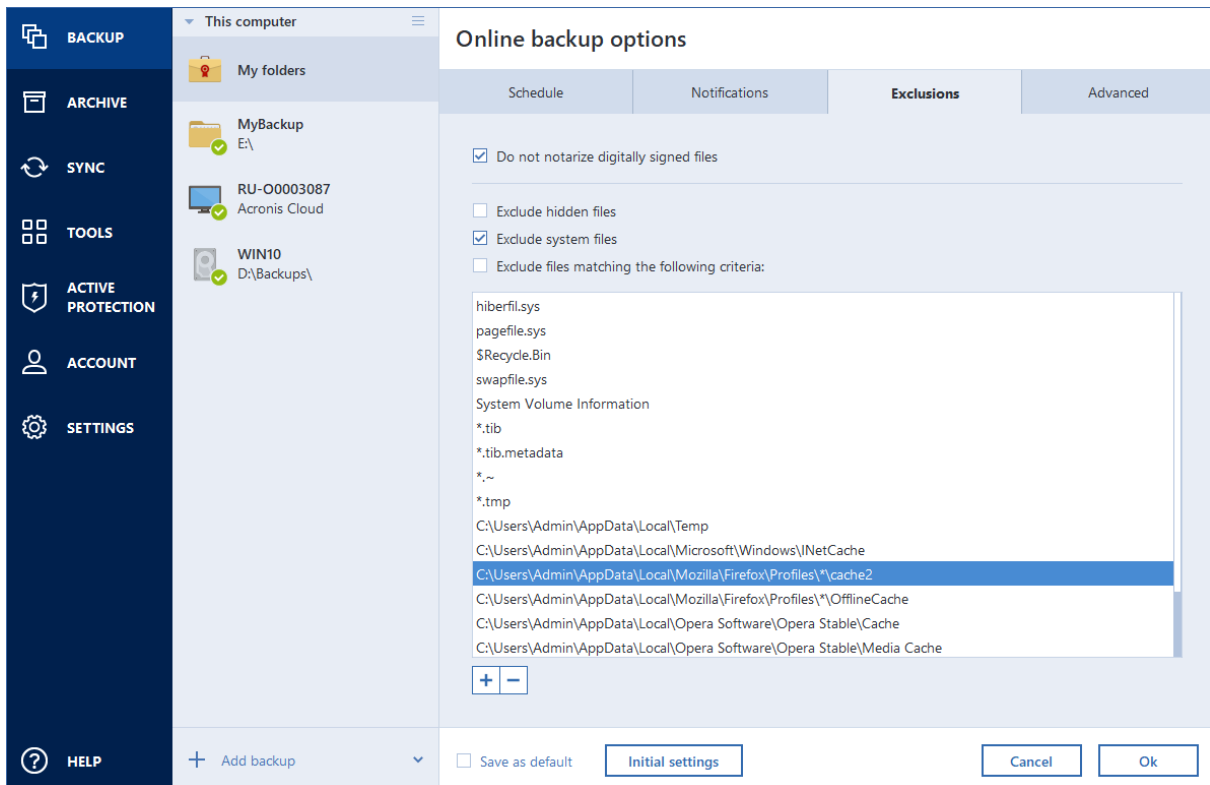 BACKUP
ARCHIVE
SYNC
TOOLS
ACTIVE
PROTECTION
ACCOUNT
SETTINGS
HELP
This computer
My folders
MyBackup
E:\
RU-O0003087
Acronis Cloud
WIN10
D:\Backups\
Add backup
Online backup options
Schedule
Notifications
Exclusions
Advanced
Do not notarize digitally signed files
Exclude hidden files
Exclude system files
Exclude files matching the following criteria:
hiberfil.sys
pagefile.sys
$Recycle.Bin
swapfile.sys
System Volume Information
*.tib
*.tib.metadata
*.~
*.tmp
C:\Users\Admin\AppData\Local\Temp
C:\Users\Admin\AppData\Local\Microsoft\Windows\INetCache
C:\Users\Admin\AppData\Local\Mozilla\Firefox\Profiles\*\cache2
C:\Users\Admin\AppData\Local\Mozilla\Firefox\Profiles\*\OfflineCache
C:\Users\Admin\AppData\Local\Opera Software\Opera Stable\Cache
C:\Users\Admin\AppData\Local\Opera Software\Opera Stable\Media Cache
Save as default
Initial settings
Cancel
Ok